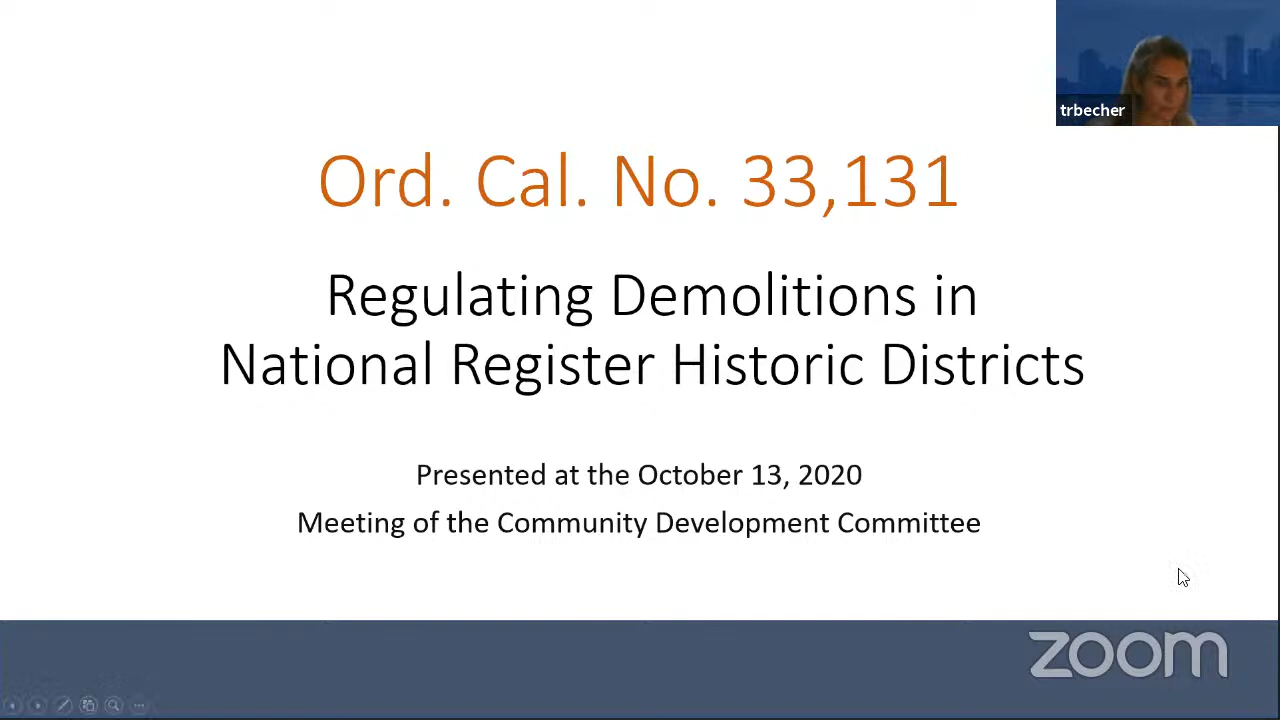 trbecher
Ord. Cal. No. 33,131
Regulating Demolitions in
National Register Historic Districts
Presented at the October 13, 2020
Meeting of the Community Development Committee
zoom